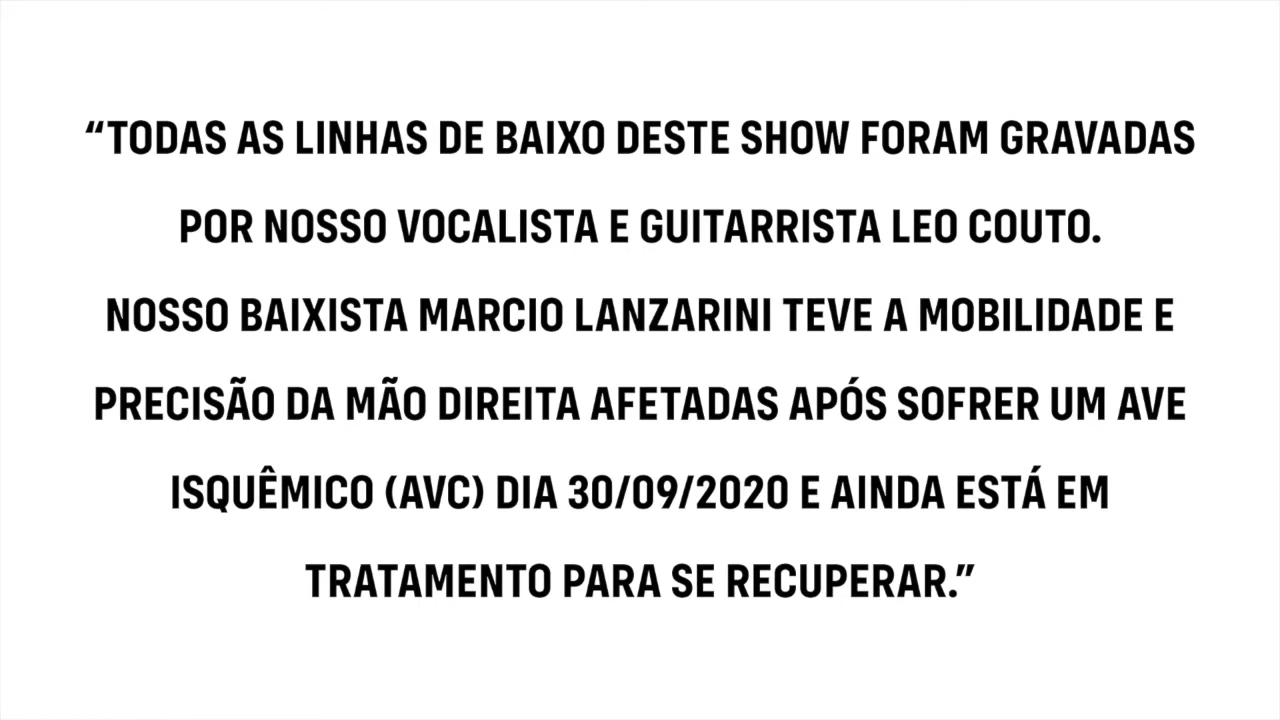 “TODAS AS LINHAS DE BAIXO DESTE SHOW FORAM GRAVADAS
POR NOSSO VOCALISTA E GUITARRISTA LEO COUTO.
NOSSO BAIXISTA MARCIO LANZARINI TEVE A MOBILIDADE E
PRECISÃO DA MÃO DIREITA AFETADAS APÓS SOFRER UM AVE
ISQUÊMICO (AVC) DIA 30/09/2020 E AINDA ESTÁ EM
TRATAMENTO PARA SE RECUPERAR.”